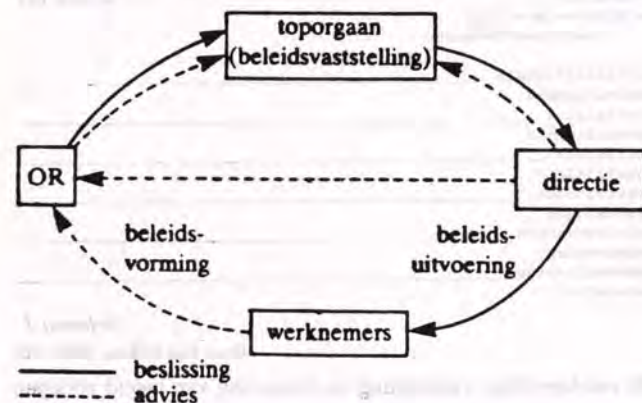 toporgaan
(beleidsvaststelling)
OR
directie
beleids-
vorming
beleids-
uitvoering
werknemers
beslissing
advies